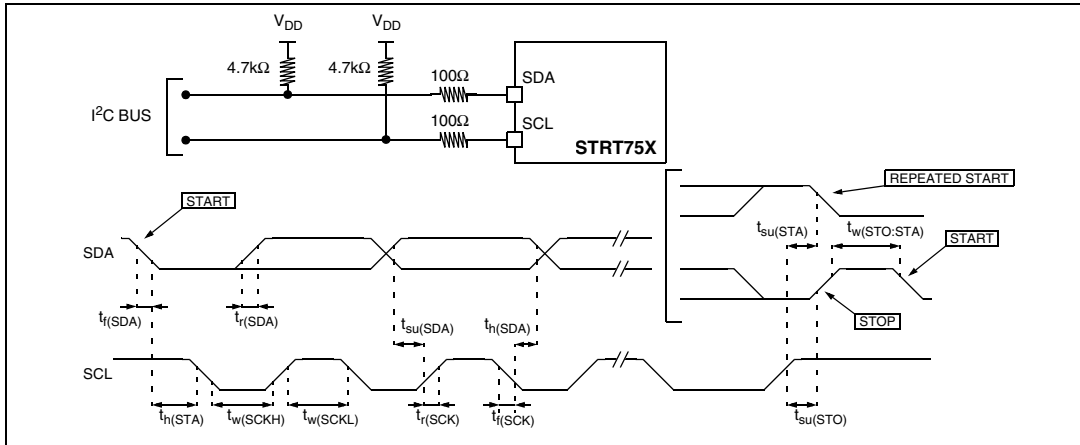 VDD VDD
4.7kΩ 4.7kΩ 100Ω SDA
I²C BUS
100Ω SCL
STRT75X
REPEATED START
START
tsu(STA) tw(STO:STA) START
SDA
tf(SDA) tr(SDA) tsu(SDA) th(SDA) STOP
SCL
th(STA) tw(SCKH) tw(SCKL) tr(SCK) tf(SCK) tsu(STO)